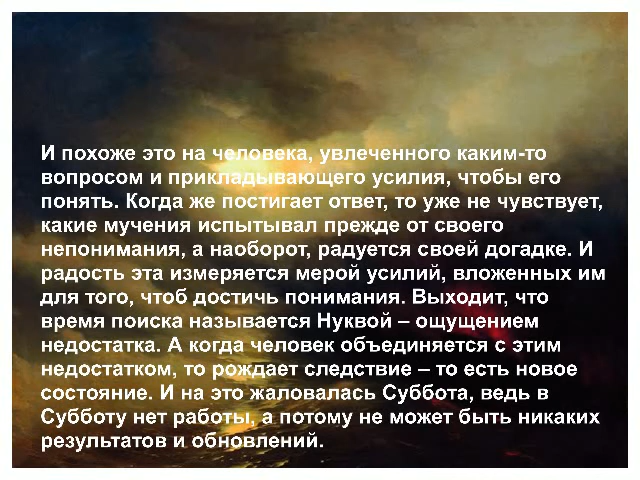 И похоже это на человека, увлеченного каким-то
вопросом и прикладывающего усилия, чтобы его
понять. Когда же постигает ответ, то уже не чувствует,
какие мучения испытывал прежде от своего
непонимания, а наоборот, радуется своей догадке. И
радость эта измеряется мерой усилий, вложенных им
для того, чтоб достичь понимания. Выходит, что
время поиска называется Нуквой – ощущением
недостатка. А когда человек объединяется с этим
недостатком, то рождает следствие – то есть новое
состояние. И на это жаловалась Суббота, ведь в
Субботу нет работы, а потому не может быть никаких
результатов и обновлений.